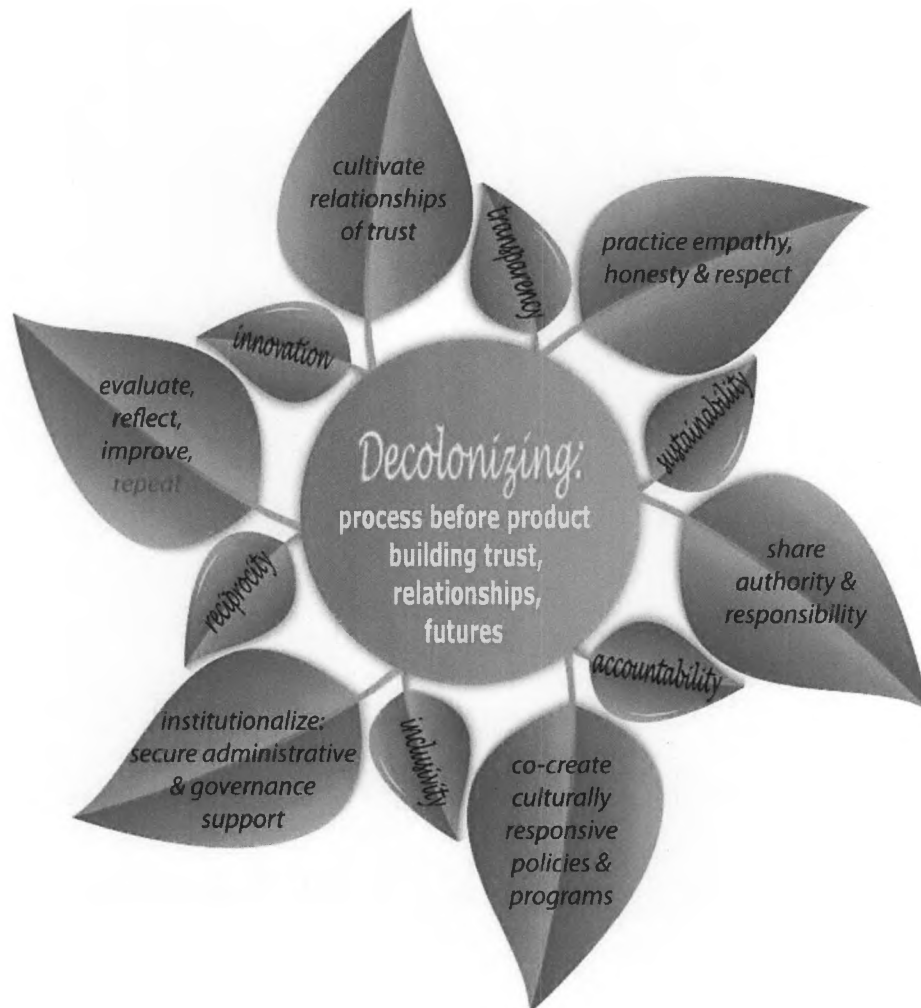 cultivate
relationships
of trust
transparency
practice empathy,
honesty & respect
sustainability
share
authority &
responsibility
accountability
co-create
culturally
responsive
policies &
programs
inclusivity
institutionalize:
secure administrative
& governance
support
reciprocity
evaluate,
reflect,
improve,
repeat
innovation
Decolonizing:
process before product
building trust,
relationships,
futures